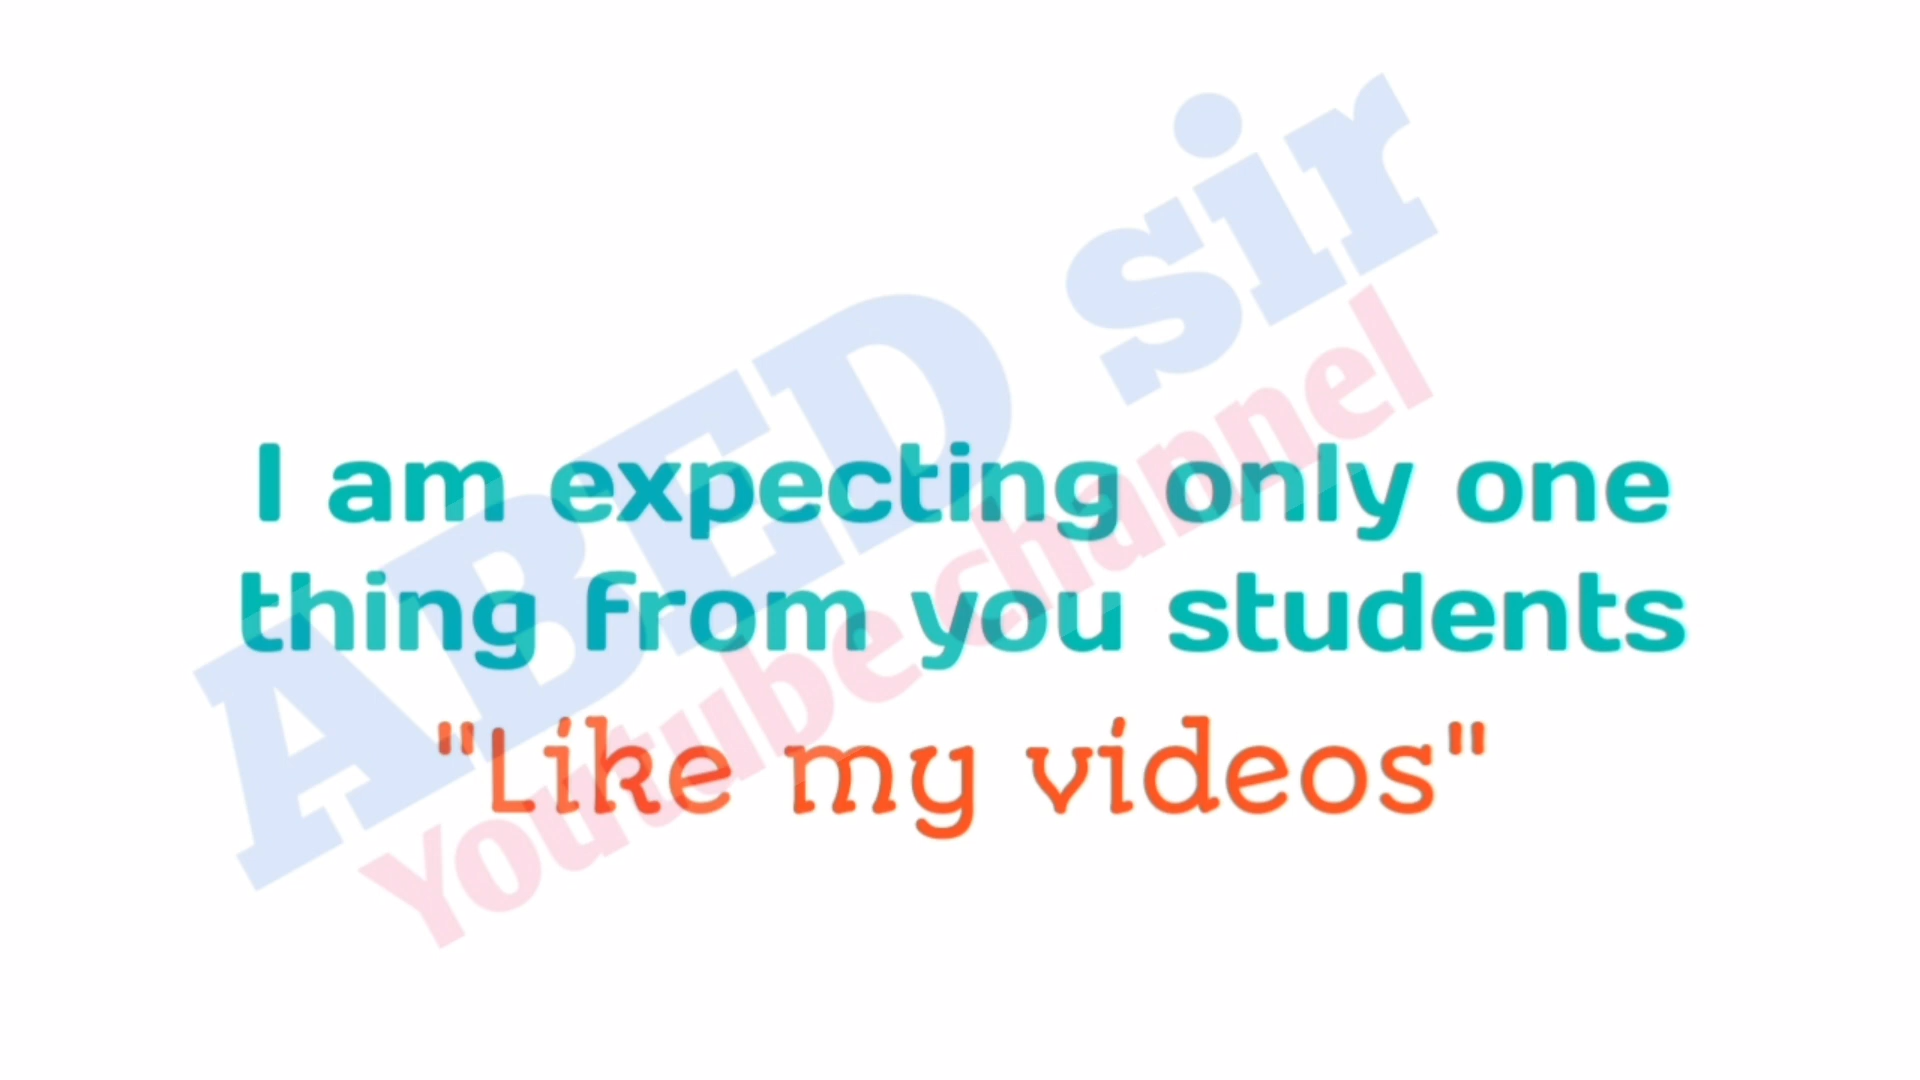 ABED sir
Youtube channel
I am expecting only one
thing from you students
"Like my videos"